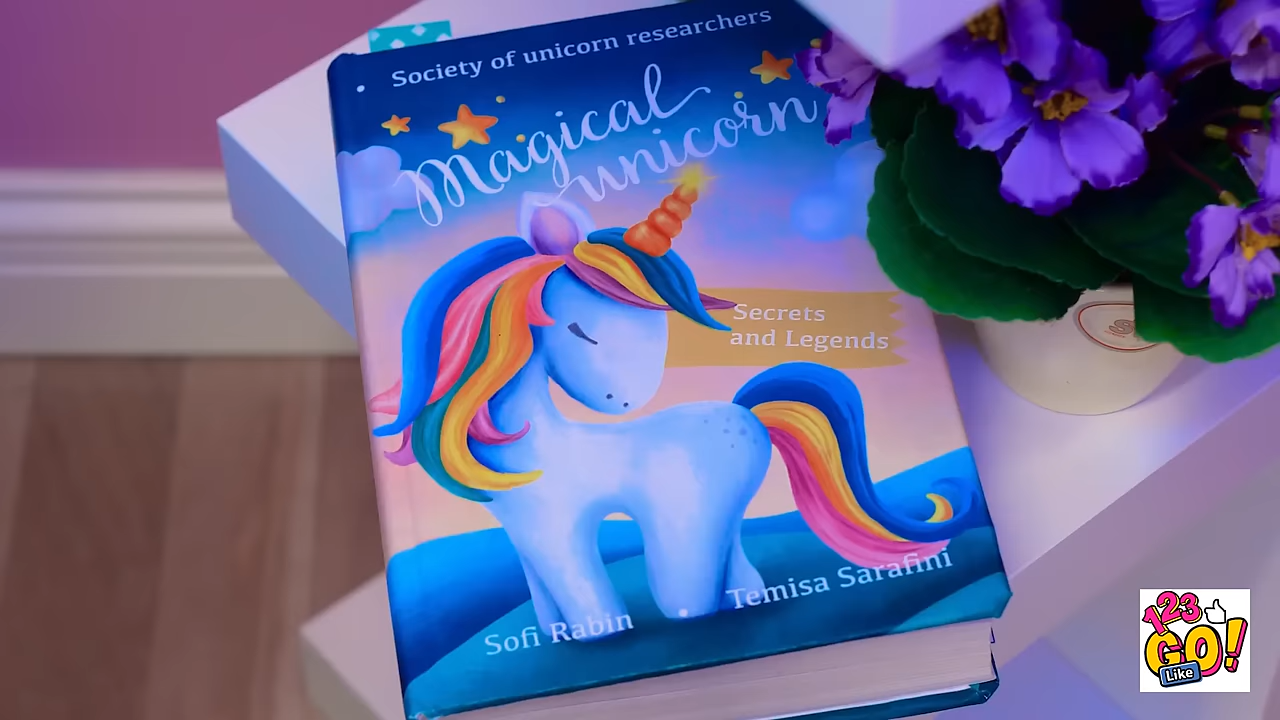 Society of unicorn researchers
Magical
unicorn
Secrets
and Legends
Sofi Rabin
Temisa Sarafini
123
GO!
Like